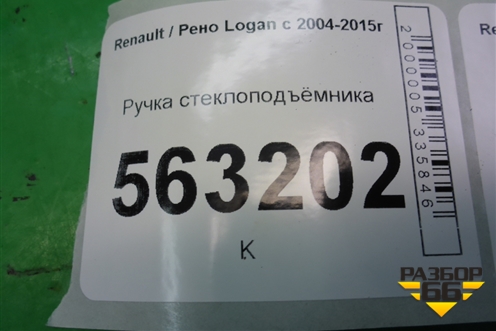 Renault / Рено Logan с 2004-2015г
Ручка стеклоподъёмника
563202
К
2000005335846
РАЗБОР
66